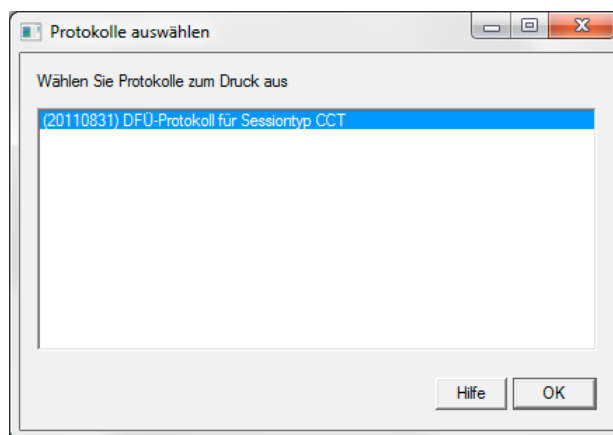 Protokolle auswählen
Wählen Sie Protokolle zum Druck aus
(20110831) DFÜ-Protokoll für Sessiontyp CCT
Hilfe
OK